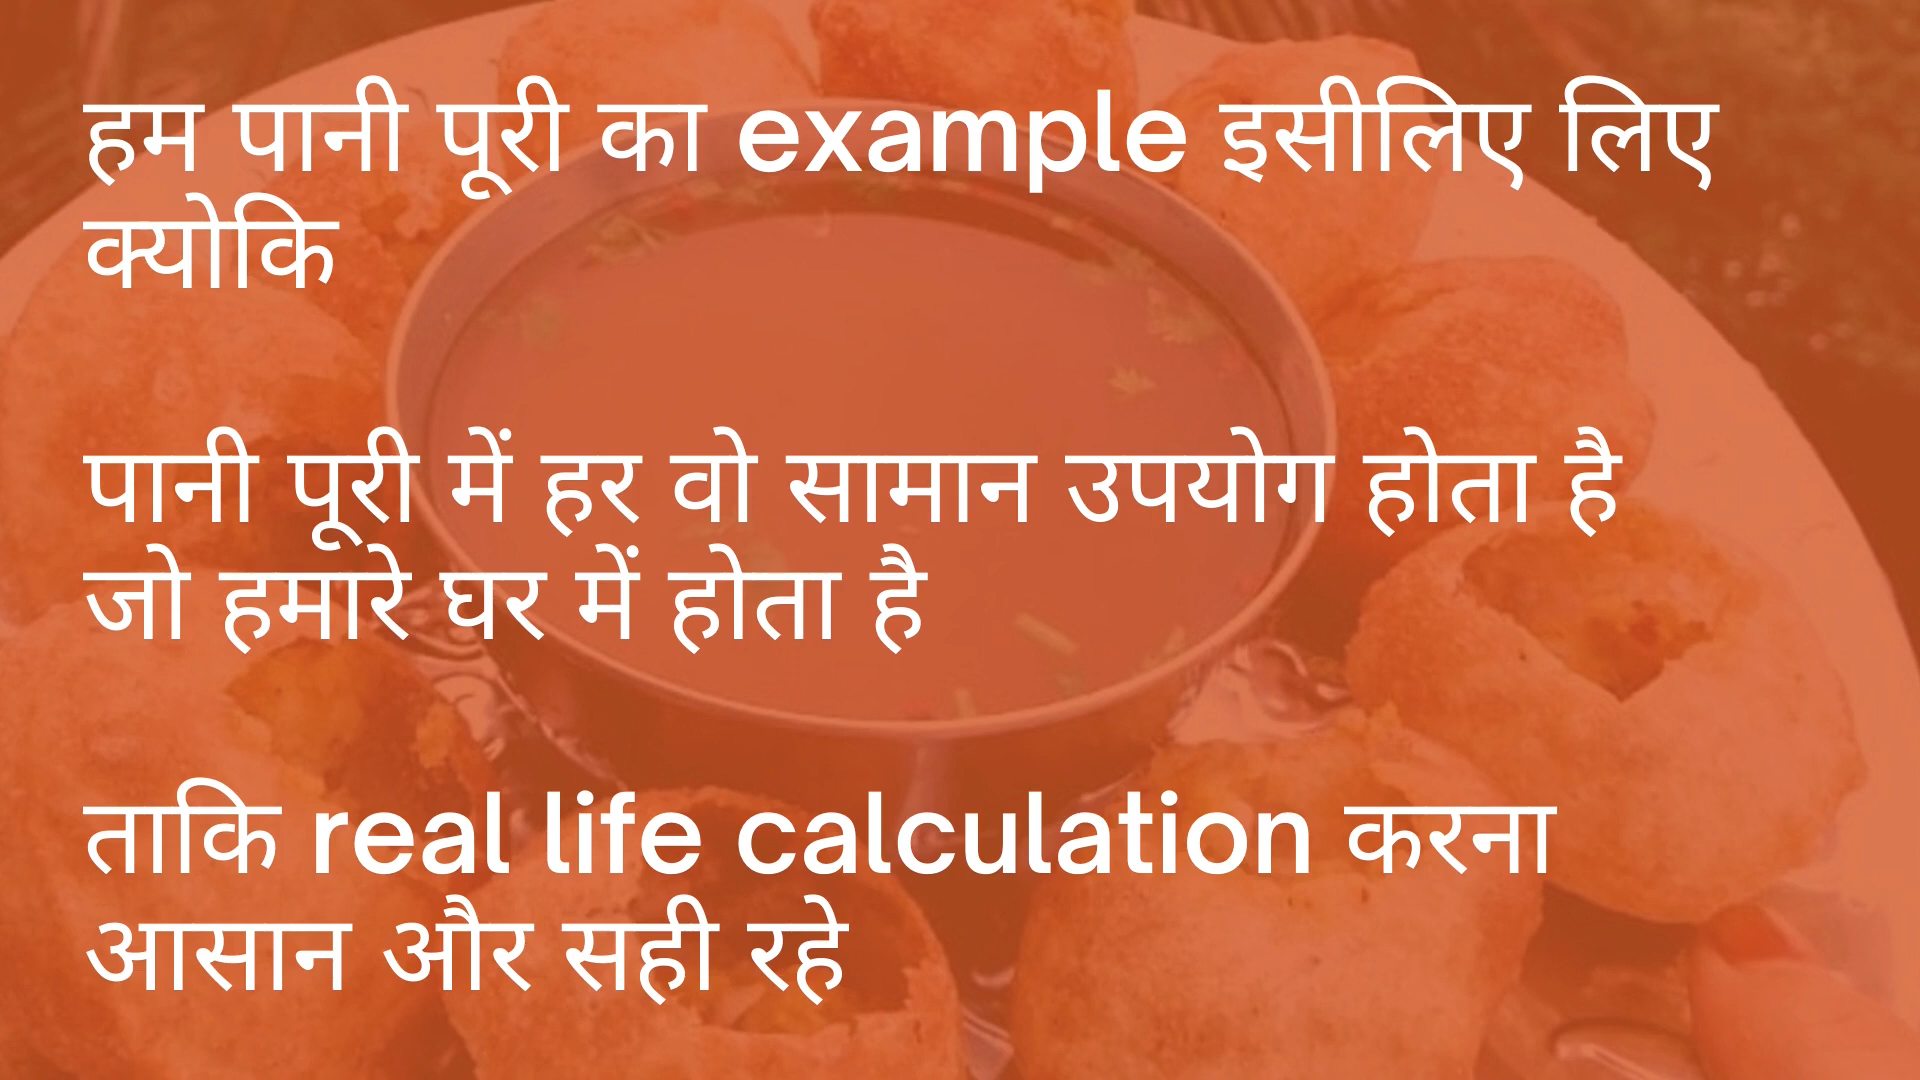 हम पानी पूरी का example इसीलिए लिए
क्योकि
पानी पूरी में हर वो सामान उपयोग होता है
जो हमारे घर में होता है
ताकि real life calculation करना
आसान और सही रहे